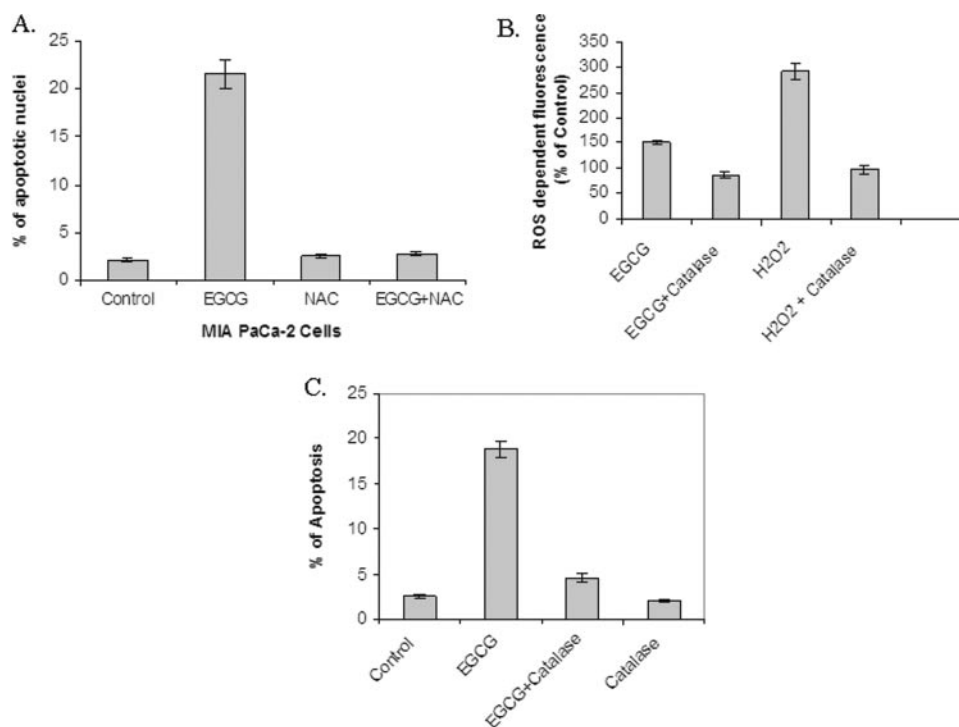 A.
% of apoptotic nuclei
25
20
15
10
5
0
Control EGCG NAC EGCG+NAC
MIA PaCa-2 Cells
B.
ROS dependent fluorescence
(% of Control)
350
300
250
200
150
100
50
0
EGCG
EGCG+Catalase
H2O2
H2O2 + Catalase
C.
% of Apoptosis
25
20
15
10
5
0
Control
EGCG
EGCG+Catalase
Catalase